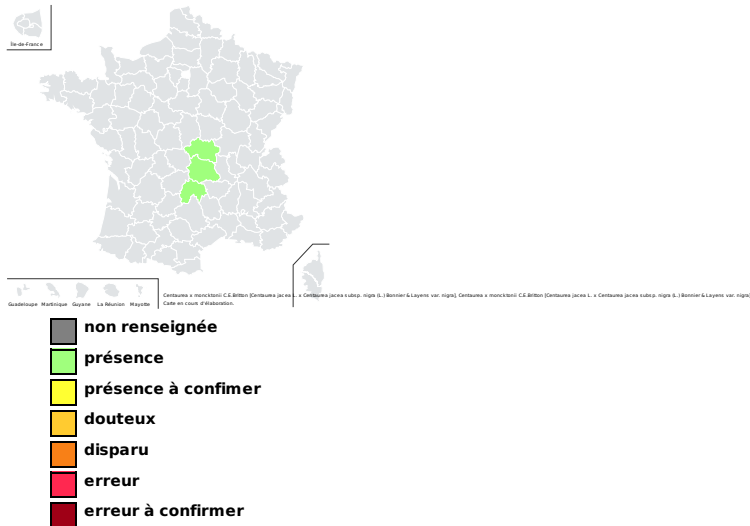 Île-de-France
Guadeloupe Martinique Guyane La Réunion Mayotte
Centaurea x moncktonii C.E.Britton [Centaurea jacea L. x Centaurea jacea subsp. nigra (L.) Bonnier & Layens var. nigra], Centaurea x moncktonii C.E.Britton [Centaurea jacea L. x Centaurea jacea subsp. nigra (L.) Bonnier & Layens var. nigra]
Carte en cours d'élaboration.
non renseignée
présence
présence à confimer
douteux
disparu
erreur
erreur à confirmer